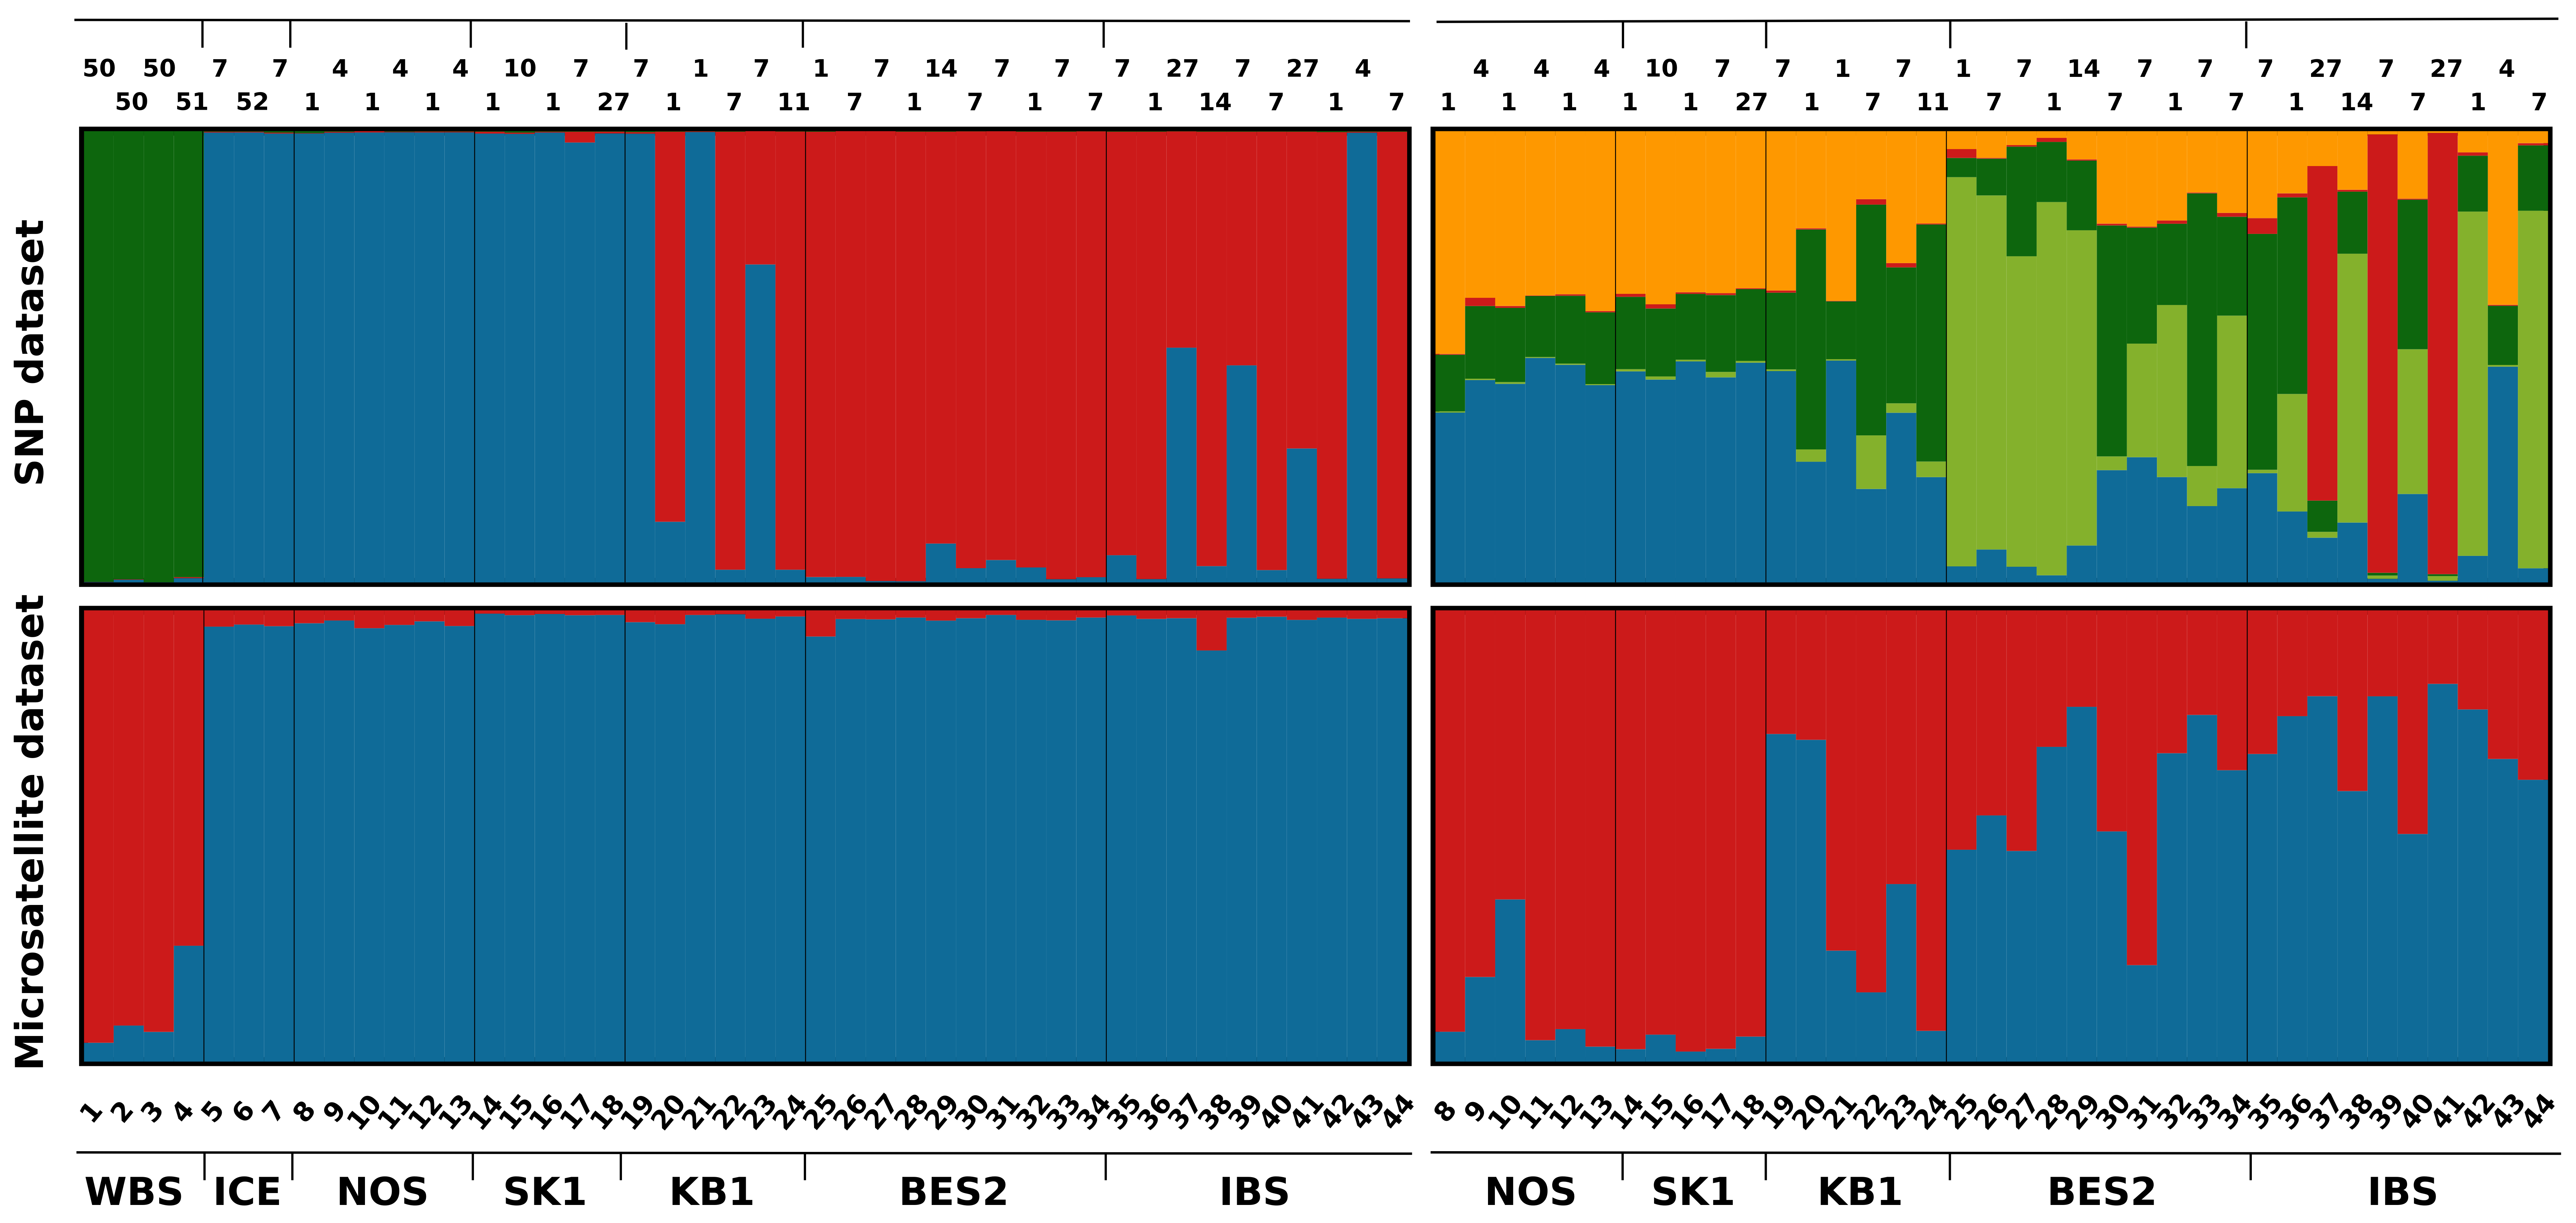 50 50 7 7 4 4 4 10 7 7 1 7 1 7 14 7 7 7 27 7 27 4
50 51 52 1 1 1 1 1 27 1 7 11 7 1 7 1 7 1 14 7 1 7
4 4 4 10 7 7 1 7 1 7 14 7 7 7 27 7 27 4
1 1 1 1 1 27 1 7 11 7 1 7 1 7 1 14 7 1 7
SNP dataset
Microsatellite dataset
1 2 3 4 5 6 7 8 9 10 11 12 13 14 15 16 17 18 19 20 21 22 23 24 25 26 27 28 29 30 31 32 33 34 35 36 37 38 39 40 41 42 43 44
8 9 10 11 12 13 14 15 16 17 18 19 20 21 22 23 24 25 26 27 28 29 30 31 32 33 34 35 36 37 38 39 40 41 42 43 44
WBS ICE NOS SK1 KB1 BES2 IBS
NOS SK1 KB1 BES2 IBS